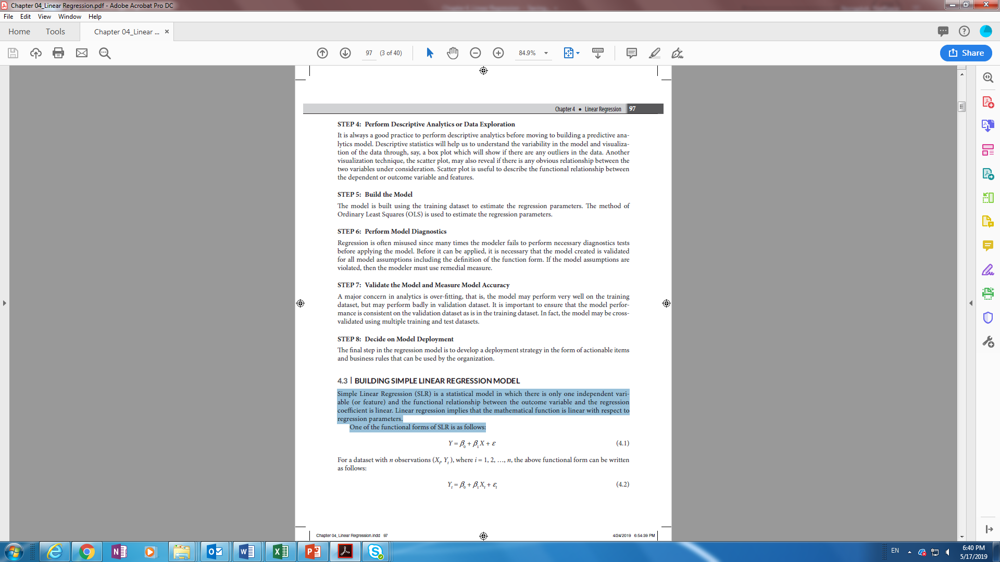 Chapter 04_Linear Regression.pdf - Adobe Acrobat Pro DC
File Edit View Window Help
Home Tools Chapter 04_Linear ... ×
97 (3 of 40) 84.9% Share
Chapter 4 • Linear Regression 97
STEP 4: Perform Descriptive Analytics or Data Exploration
It is always a good practice to perform descriptive analytics before moving to building a predictive ana-
lytics model. Descriptive statistics will help us to understand the variability in the model and visualiza-
tion of the data through, say, a box plot which will show if there are any outliers in the data. Another
visualization technique, the scatter plot, may also reveal if there is any obvious relationship between the
two variables under consideration. Scatter plot is useful to describe the functional relationship between
the dependent or outcome variable and features.
STEP 5: Build the Model
The model is built using the training dataset to estimate the regression parameters. The method of
Ordinary Least Squares (OLS) is used to estimate the regression parameters.
STEP 6: Perform Model Diagnostics
Regression is often misused since many times the modeler fails to perform necessary diagnostics tests
before applying the model. Before it can be applied, it is necessary that the model created is validated
for all model assumptions including the definition of the function form. If the model assumptions are
violated, then the modeler must use remedial measure.
STEP 7: Validate the Model and Measure Model Accuracy
A major concern in analytics is over-fitting, that is, the model may perform very well on the training
dataset, but may perform badly in validation dataset. It is important to ensure that the model perfor-
mance is consistent on the validation dataset as is in the training dataset. In fact, the model may be cross-
validated using multiple training and test datasets.
STEP 8: Decide on Model Deployment
The final step in the regression model is to develop a deployment strategy in the form of actionable items
and business rules that can be used by the organization.
4.3 | BUILDING SIMPLE LINEAR REGRESSION MODEL
Simple Linear Regression (SLR) is a statistical model in which there is only one independent vari-
able (or feature) and the functional relationship between the outcome variable and the regression
coefficient is linear. Linear regression implies that the mathematical function is linear with respect to
regression parameters.
One of the functional forms of SLR is as follows:
Y = β₀ + β₁X + ε (4.1)
For a dataset with n observations (Xᵢ, Yᵢ), where i = 1, 2, …, n, the above functional form can be written
as follows:
Yᵢ = β₀ + β₁Xᵢ + εᵢ (4.2)
Chapter 04_Linear Regression.indd 97 4/24/2019 6:54:39 PM
EN 6:40 PM
5/17/2019